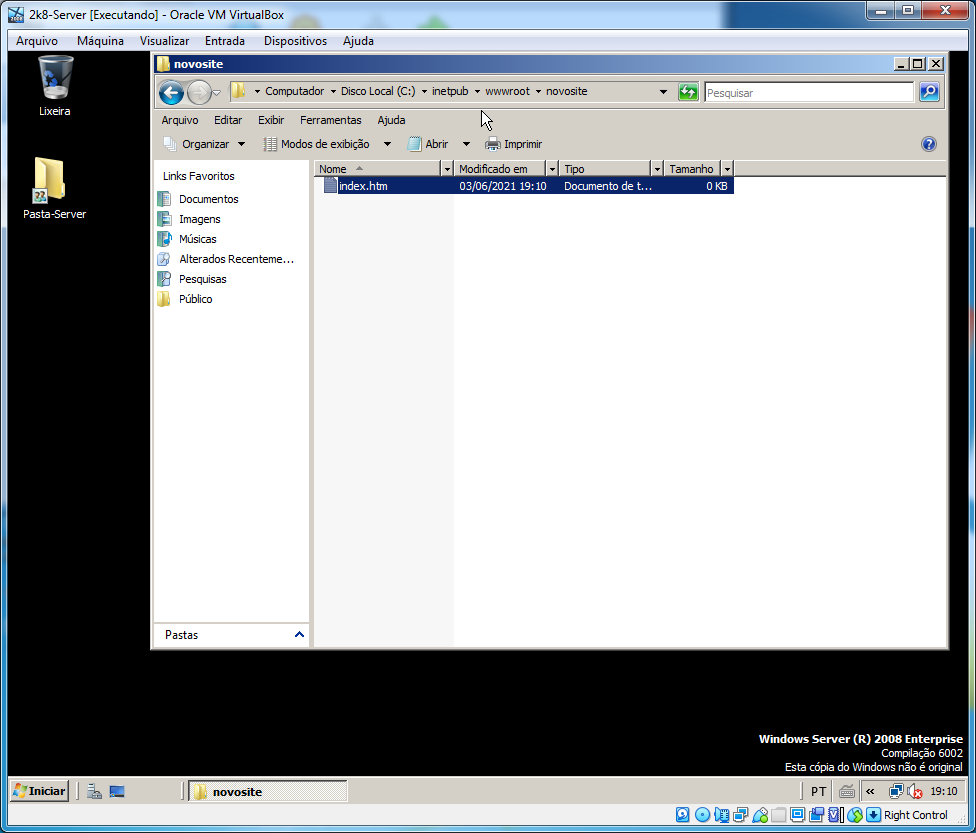 2k8-Server [Executando] - Oracle VM VirtualBox
Arquivo Máquina Visualizar Entrada Dispositivos Ajuda
Lixeira
Pasta-Server
novosite
Computador Disco Local (C:) inetpub wwwroot novosite
Pesquisar
Arquivo Editar Exibir Ferramentas Ajuda
Organizar Modos de exibição Abrir Imprimir
Links Favoritos
Documentos
Imagens
Músicas
Alterados Recenteme...
Pesquisas
Público
Pastas
Nome Modificado em Tipo Tamanho
index.htm 03/06/2021 19:10 Documento de t... 0 KB
Windows Server (R) 2008 Enterprise
Compilação 6002
Esta cópia do Windows não é original
Iniciar novosite PT « 19:10
Right Control